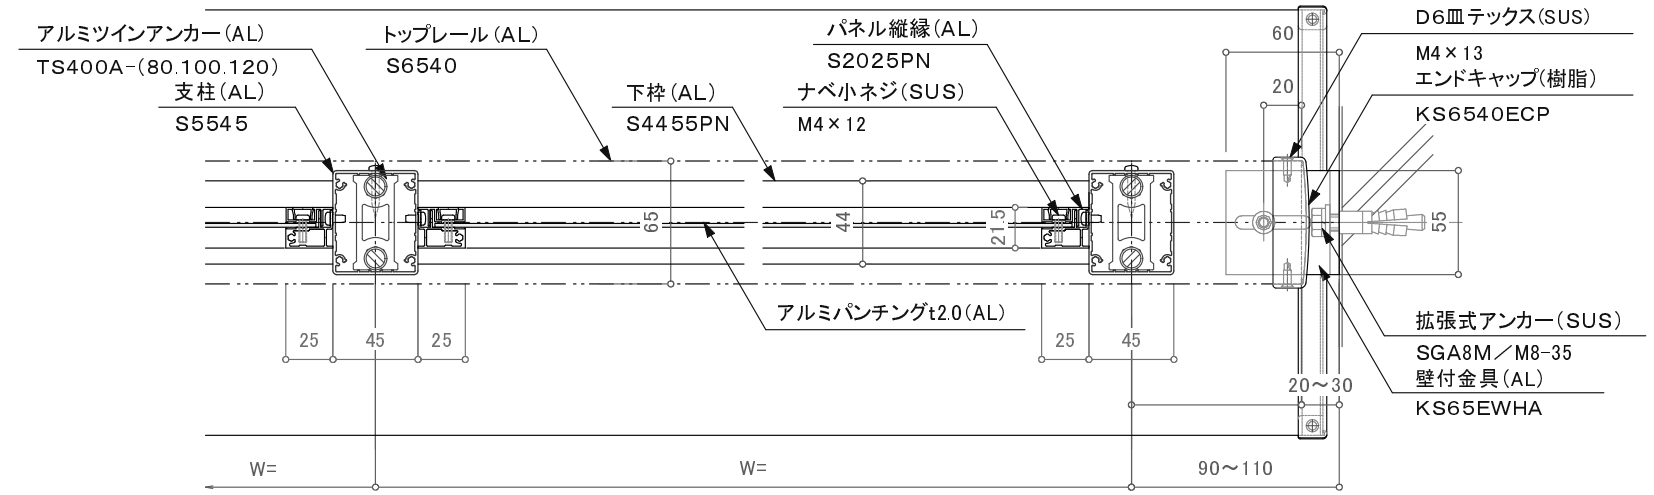 アルミツインアンカー(AL)
TS400A-(80.100.120)
支柱(AL)
S5545
トップレール(AL)
S6540
下枠(AL)
S4455PN
パネル縦縁(AL)
S2025PN
ナベ小ネジ(SUS)
M4×12
D6皿テックス(SUS)
M4×13
エンドキャップ(樹脂)
KS6540ECP
60
20
65
44
21.5
55
アルミパンチングt2.0(AL)
拡張式アンカー(SUS)
SGA8M/M8-35
壁付金具(AL)
KS65EWHA
25
45
25
25
45
20~30
W=
W=
90~110